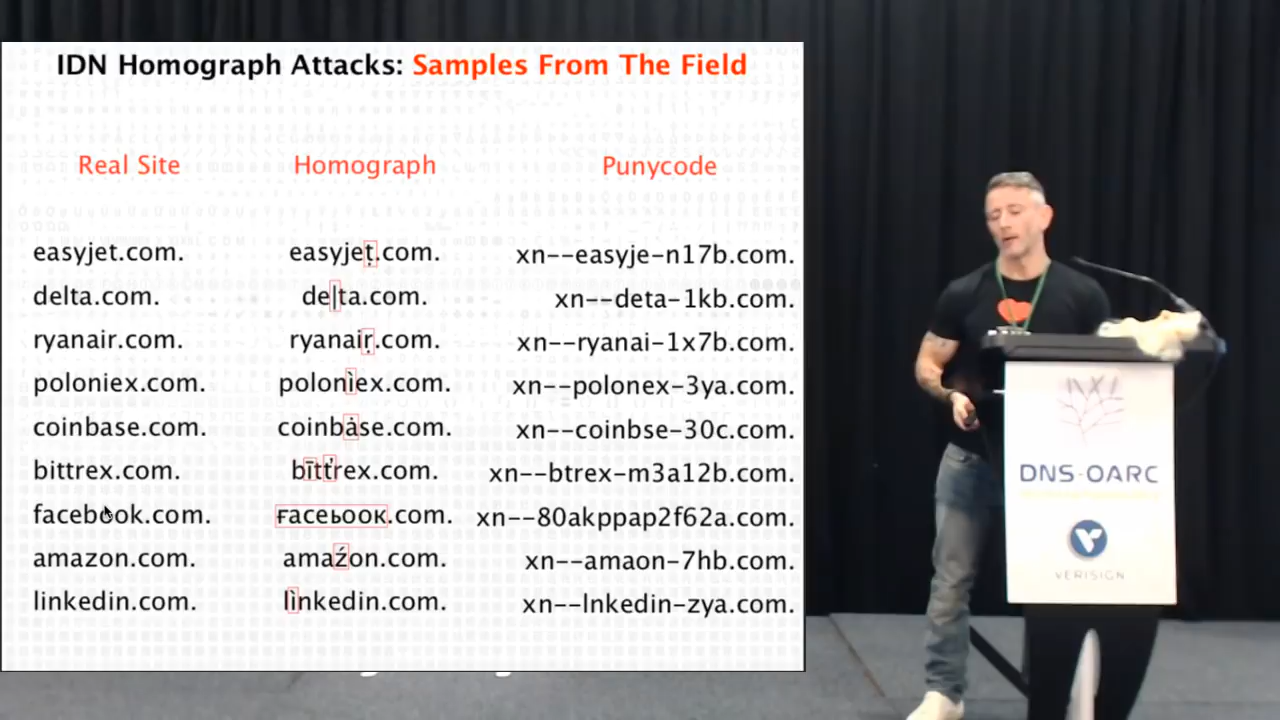 IDN Homograph Attacks: Samples From The Field
Real Site Homograph Punycode
easyjet.com. easyjeṭ.com. xn--easyje-n17b.com.
delta.com. deǀta.com. xn--deta-1kb.com.
ryanair.com. ryanaiṛ.com. xn--ryanai-1x7b.com.
poloniex.com. polonìex.com. xn--polonex-3ya.com.
coinbase.com. coinbȧse.com. xn--coinbse-30c.com.
bittrex.com. bītťrex.com. xn--btrex-m3a12b.com.
facebook.com. ғасеьоок.com. xn--80akppap2f62a.com.
amazon.com. amaźon.com. xn--amaon-7hb.com.
linkedin.com. lìnkedin.com. xn--lnkedin-zya.com.
DNS-OARC
VERISIGN